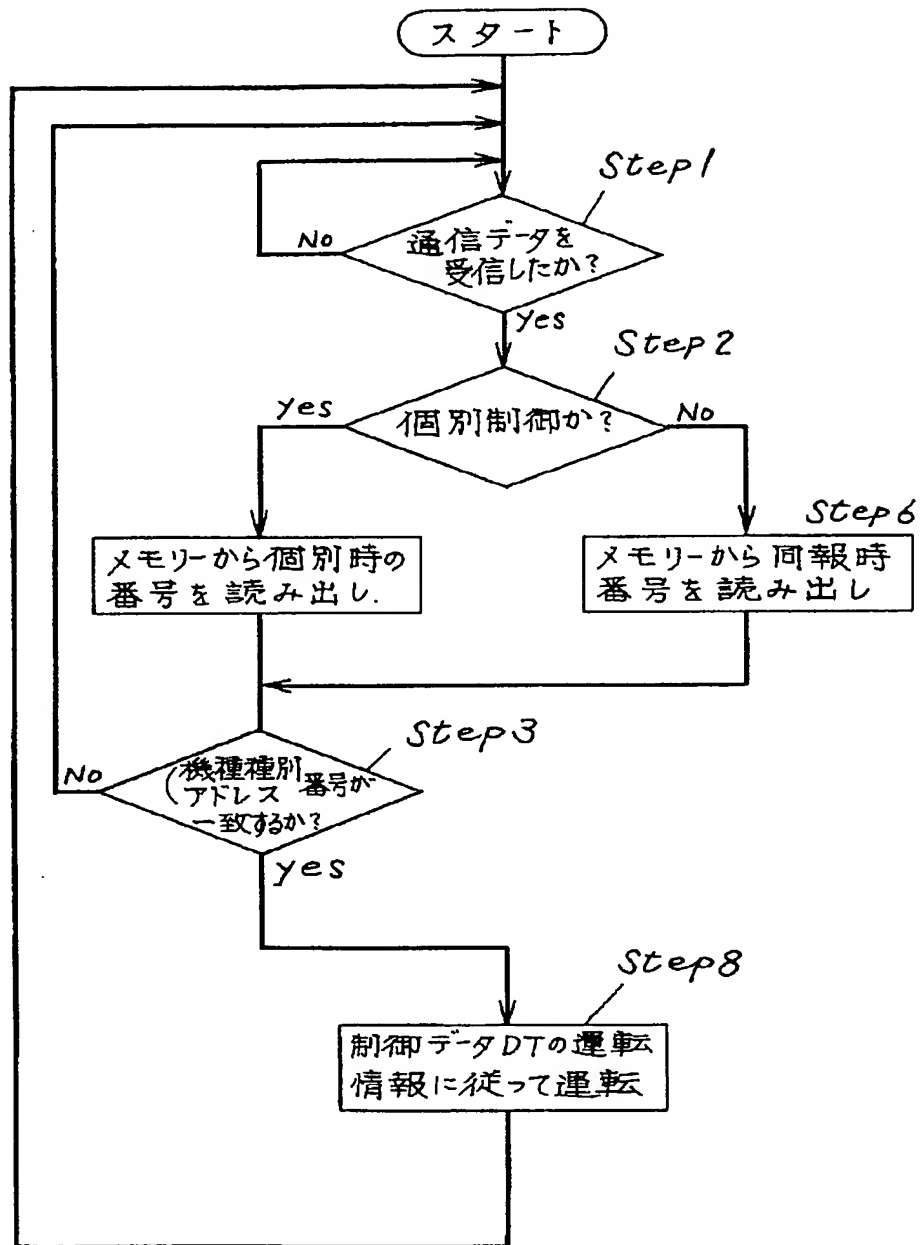 スタート
Step1
通信データを
受信したか?
No
yes
Step2
個別制御か?
yes
No
Step6
メモリーから個別時の
番号を読み出し.
メモリーから同報時
番号を読み出し
Step3
(機種種別
アドレス 番号が
一致するか?
No
yes
Step8
制御データDTの運転
情報に従って運転